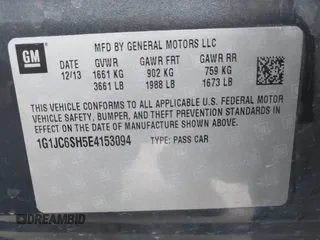 GM
MFD BY GENERAL MOTORS LLC
DATE GVWR GAWR FRT GAWR RR
12/13 1661 KG 902 KG 759 KG
3661 LB 1988 LB 1673 LB
THIS VEHICLE CONFORMS TO ALL APPLICABLE U.S. FEDERAL MOTOR
VEHICLE SAFETY, BUMPER, AND THEFT PREVENTION STANDARDS IN
EFFECT ON THE DATE OF MANUFACTURE SHOWN ABOVE.
1G1JC6SH5E4153094 TYPE: PASS CAR
DREAMBID